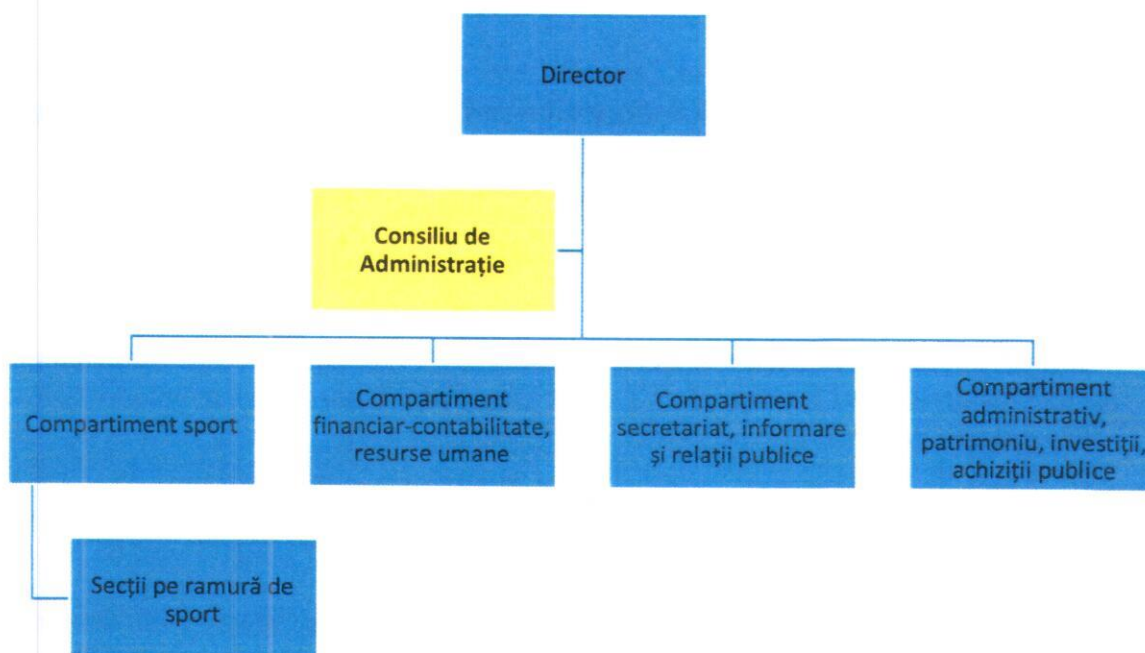 Director
Consiliu de
Administrație
Compartiment sport
Compartiment
financiar-contabilitate,
resurse umane
Compartiment
secretariat, informare
și relații publice
Compartiment
administrativ,
patrimoniu, investiții,
achiziții publice
Secții pe ramură de
sport